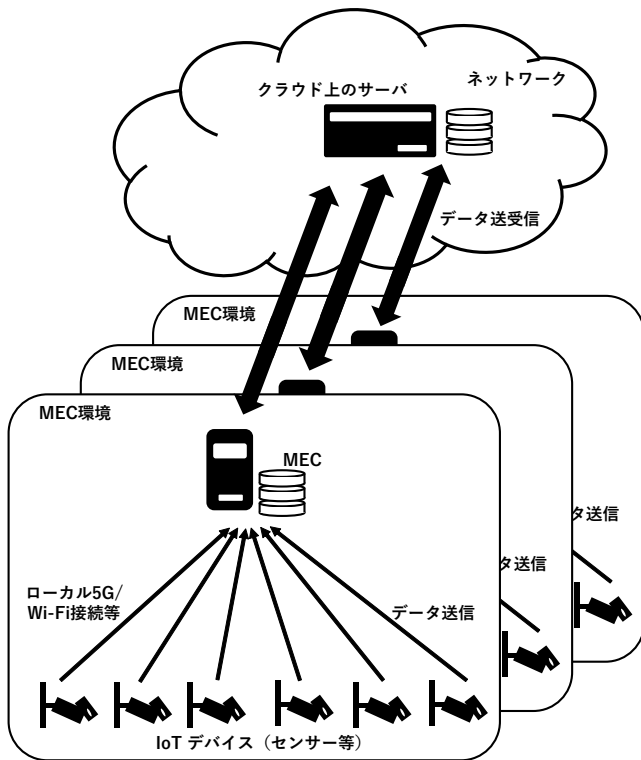 ネットワーク
クラウド上のサーバ
データ送受信
MEC環境
MEC環境
MEC環境
MEC
タ送信
タ送信
ローカル5G/
Wi-Fi接続等
データ送信
IoT デバイス（センサー等）